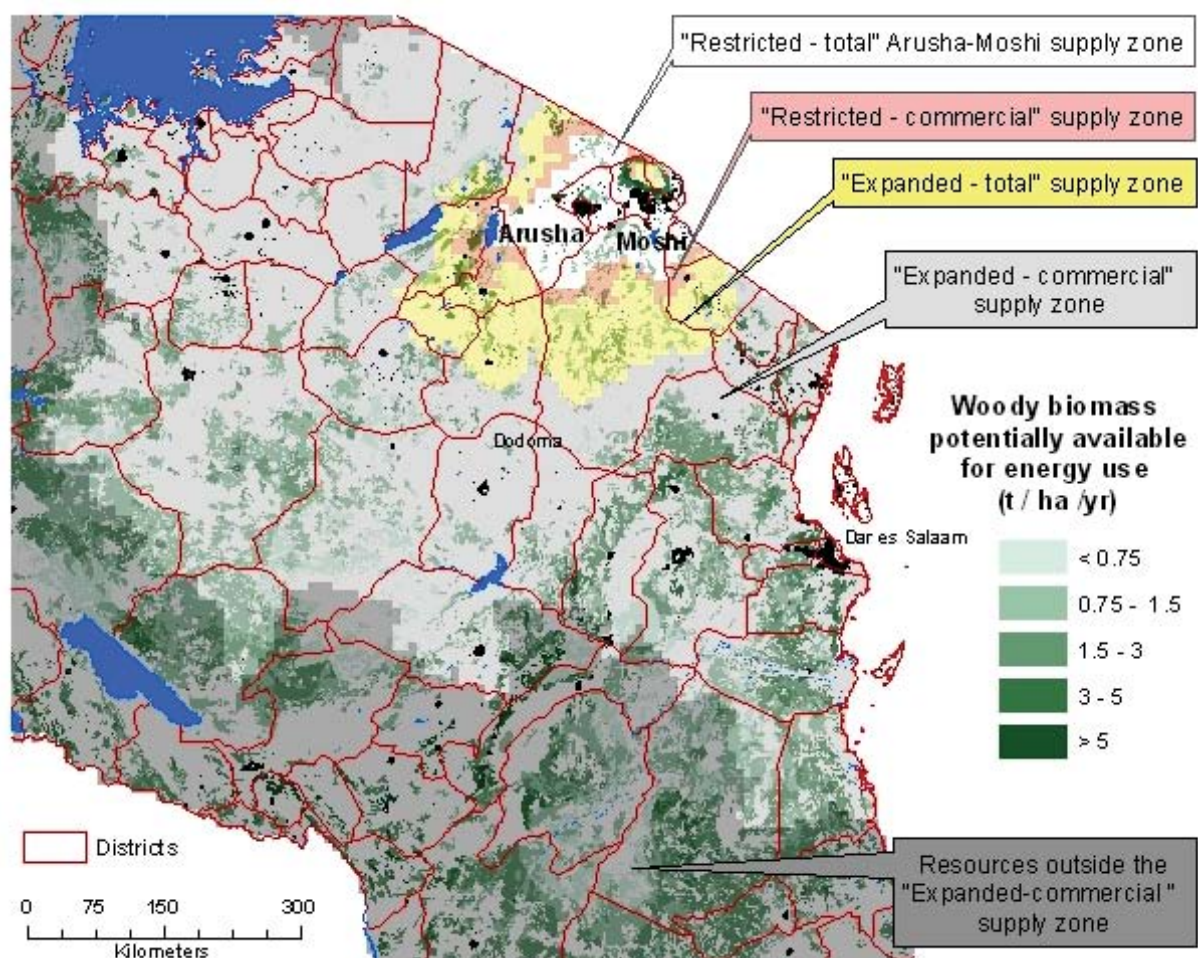 "Restricted - total" Arusha-Moshi supply zone
"Restricted - commercial" supply zone
"Expanded - total" supply zone
Arusha
Moshi
"Expanded - commercial"
supply zone
Dodoma
Dar es Salaam
Woody biomass
potentially available
for energy use
(t / ha /yr)
< 0.75
0.75 - 1.5
1.5 - 3
3 - 5
> 5
Districts
0 75 150 300
Kilometers
Resources outside the
"Expanded-commercial"
supply zone